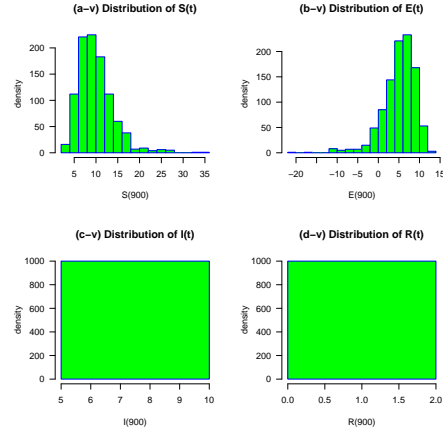 (a−v) Distribution of S(t)
density
0 50 100 150 200
5 10 15 20 25 30 35
S(900)
(b−v) Distribution of E(t)
density
0 50 100 150 200
−20 −10 −5 0 5 10 15
E(900)
(c−v) Distribution of I(t)
density
0 200 400 600 800 1000
5 6 7 8 9 10
I(900)
(d−v) Distribution of R(t)
density
0 200 400 600 800 1000
0.0 0.5 1.0 1.5 2.0
R(900)